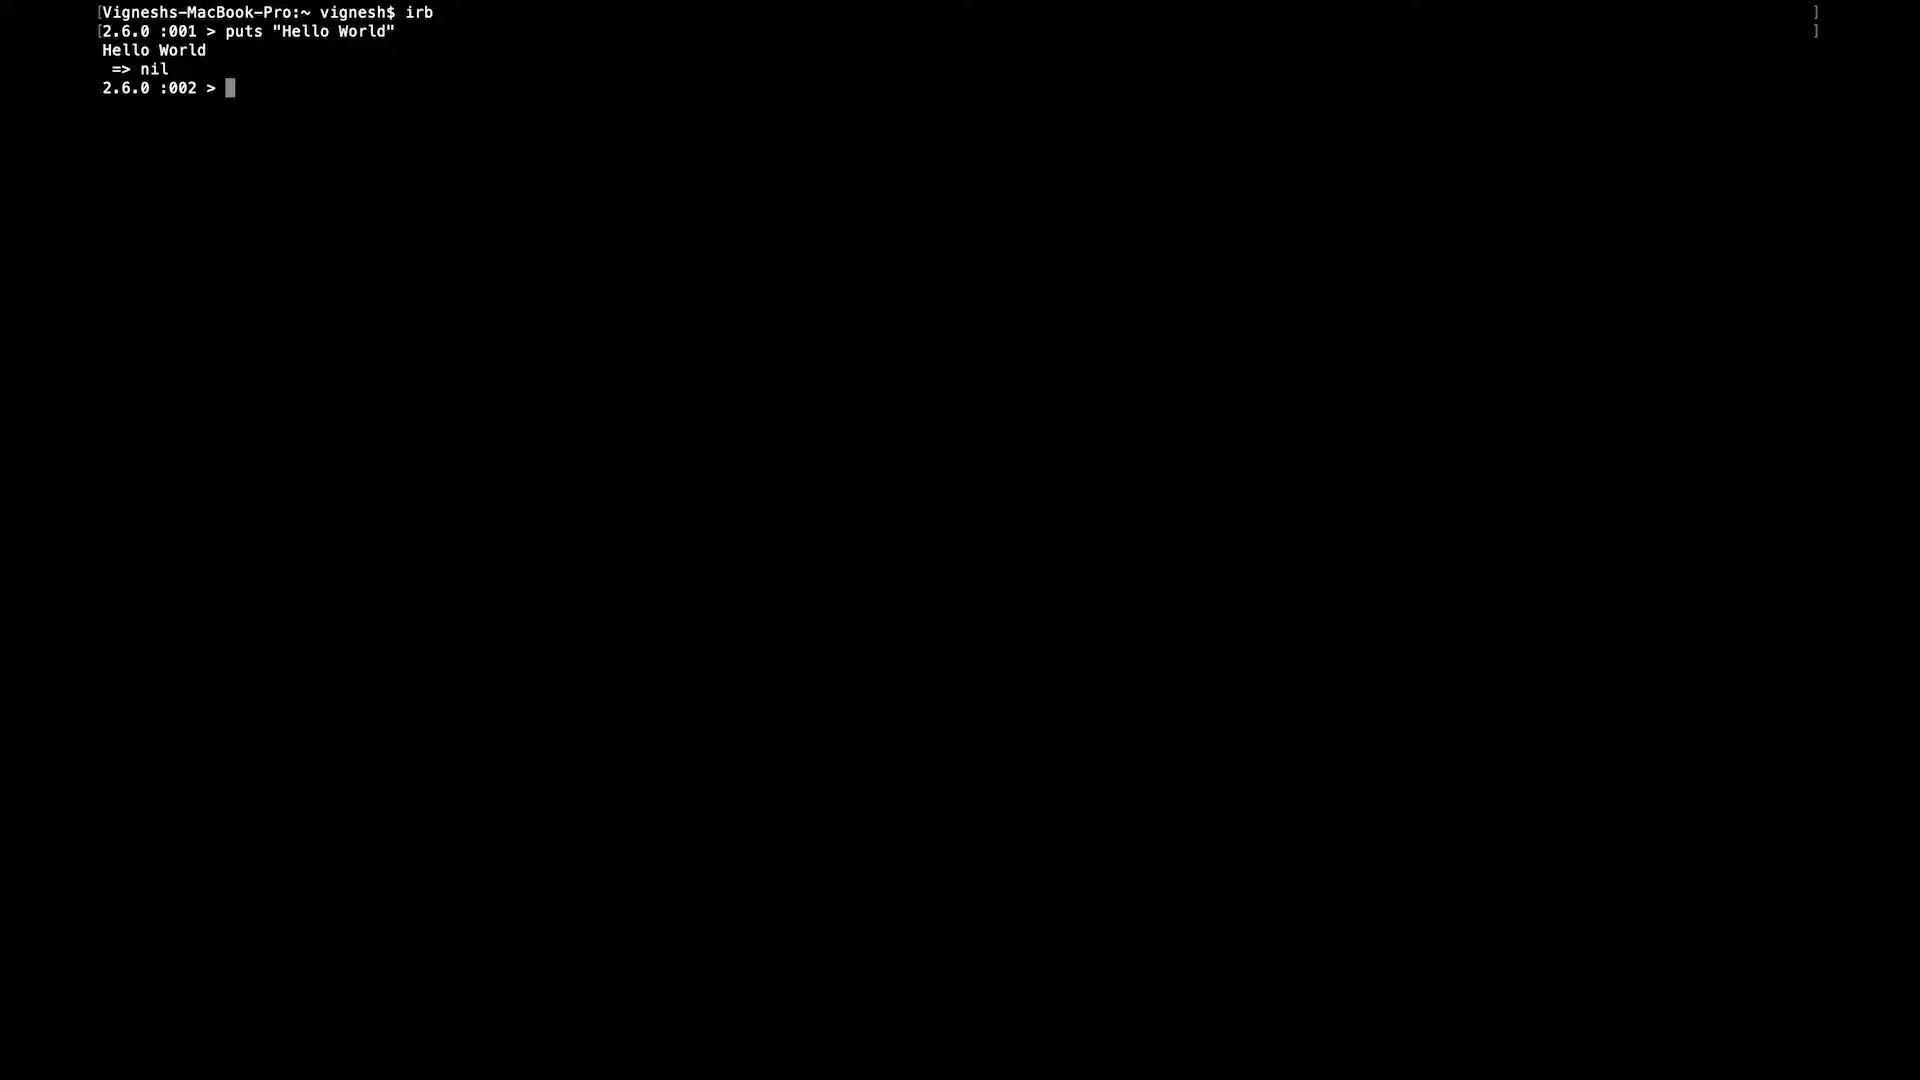 [Vigneshs-MacBook-Pro:~ vignesh$ irb ]
[2.6.0 :001 > puts "Hello World" ]
Hello World
 => nil
2.6.0 :002 >